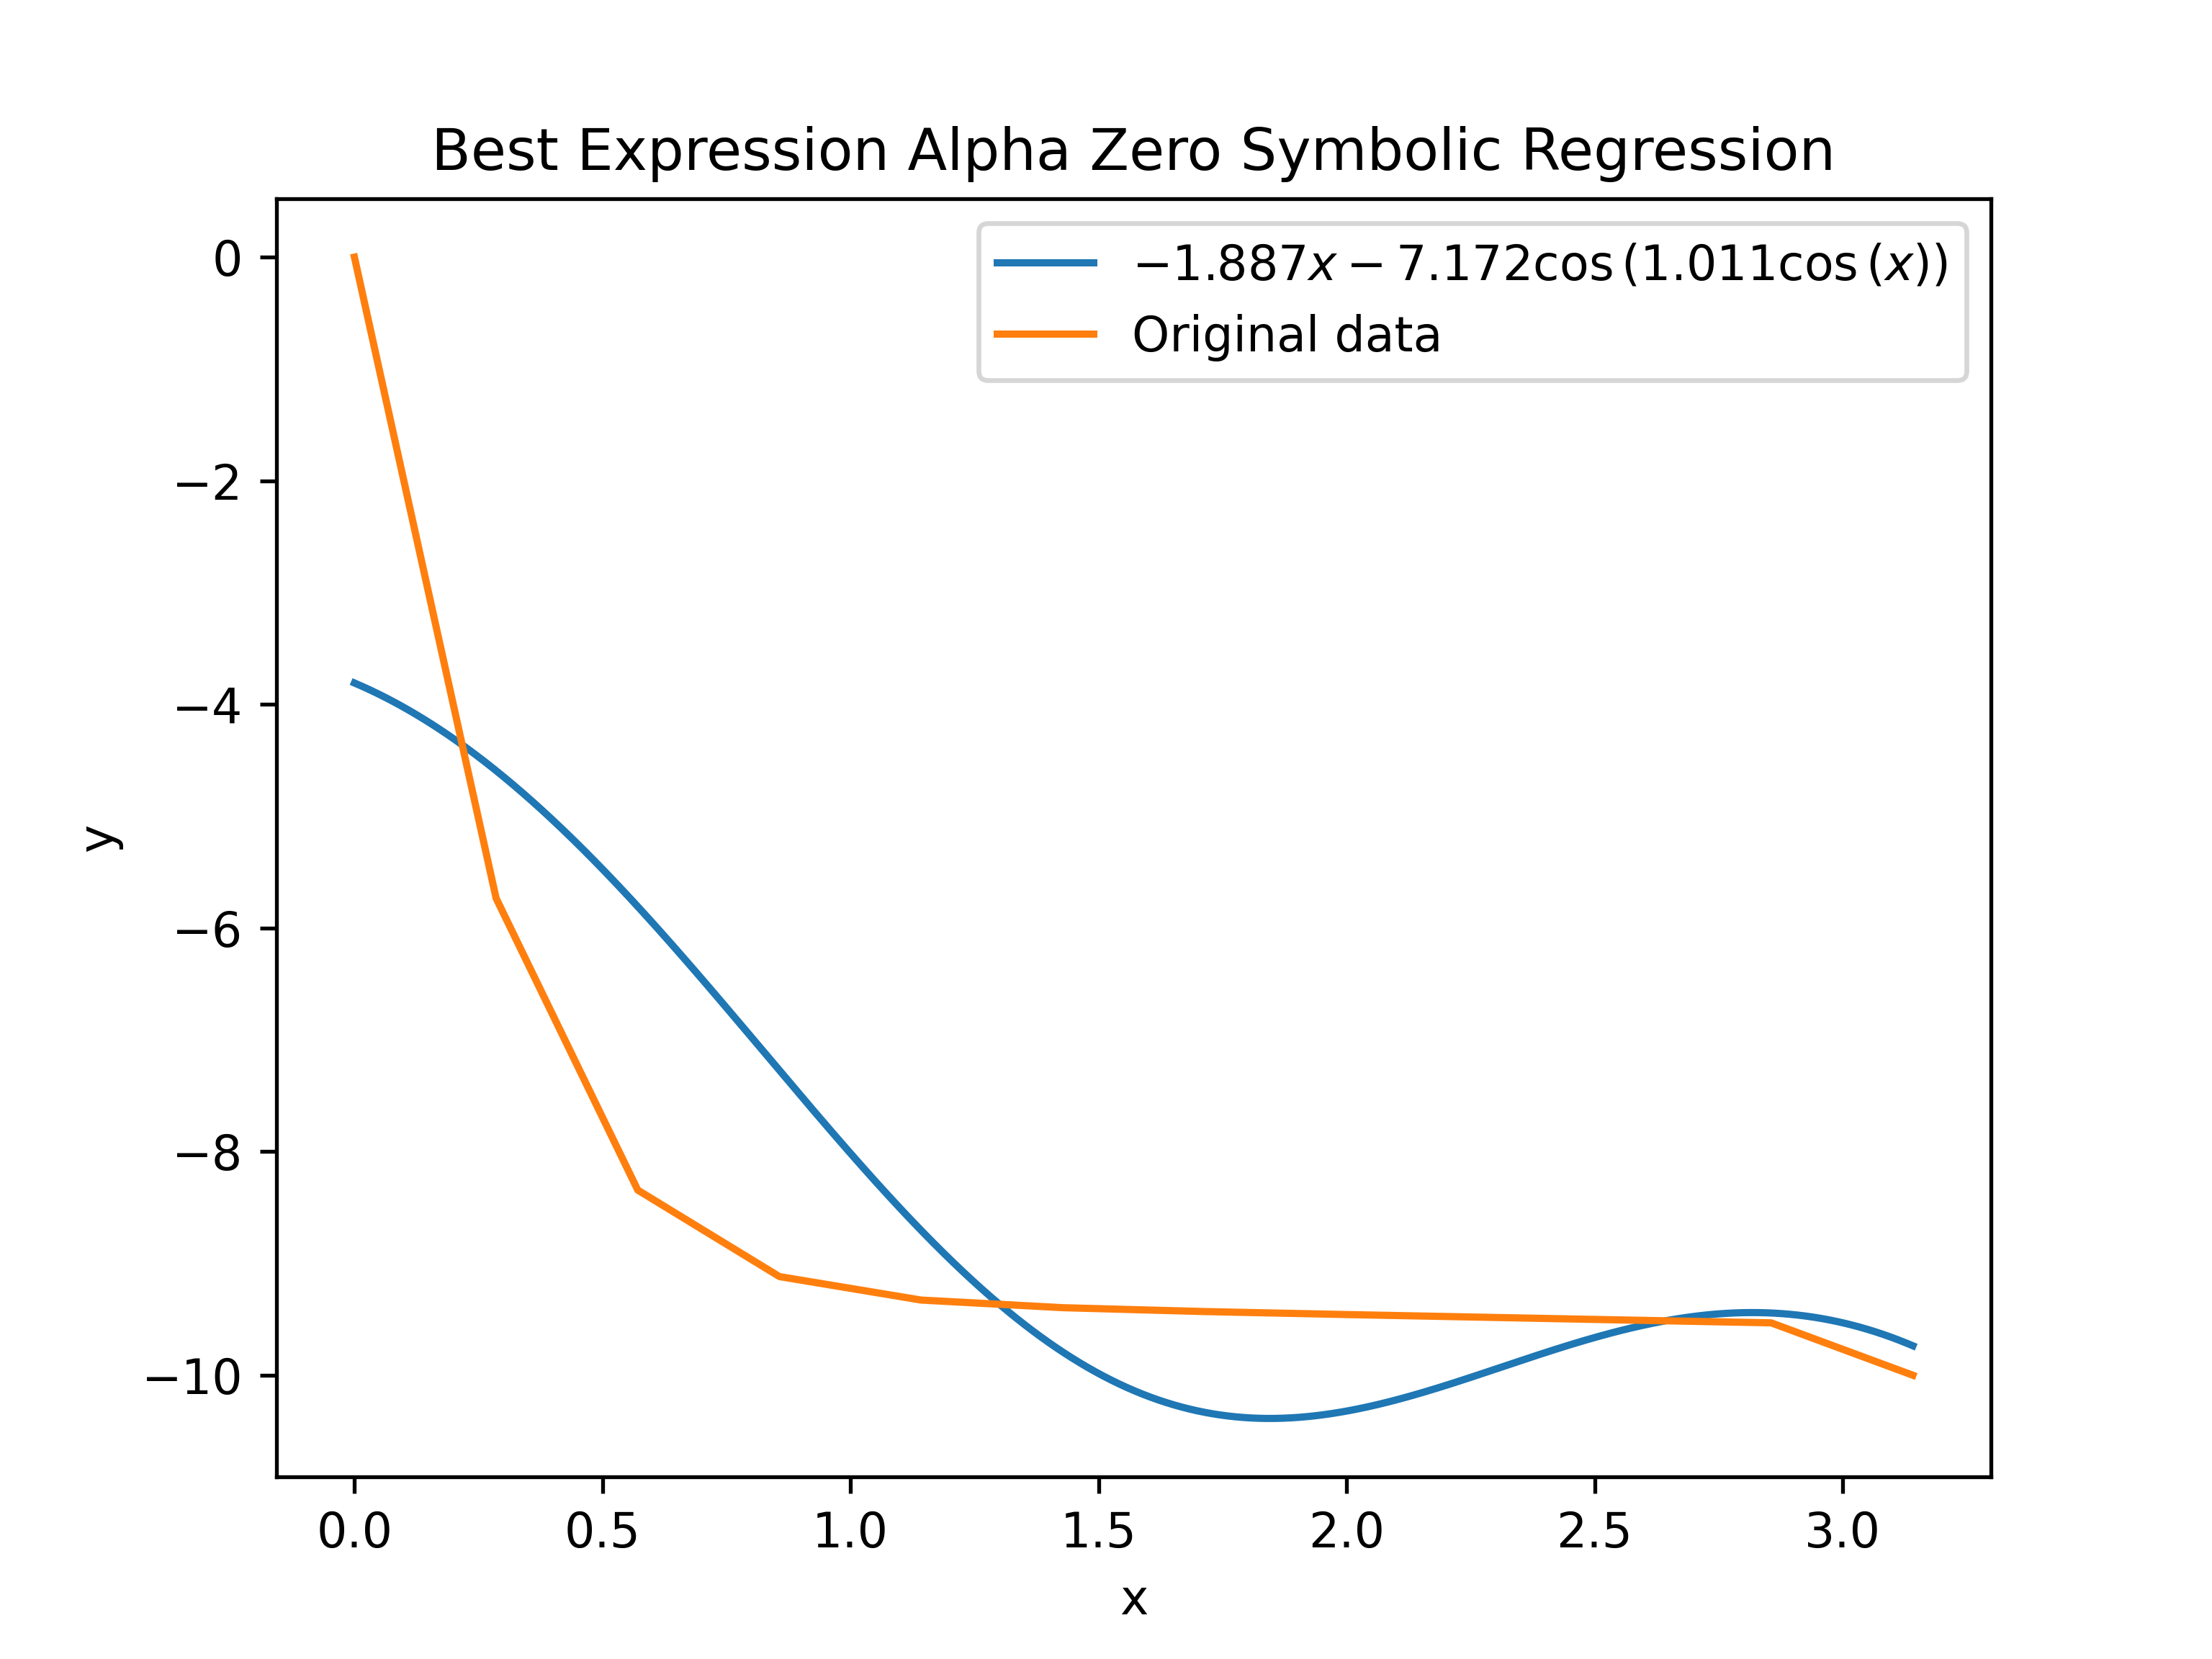 Best Expression Alpha Zero Symbolic Regression
−1.887x − 7.172cos (1.011cos (x))
Original data
0
−2
−4
−6
−8
−10
y
0.0 0.5 1.0 1.5 2.0 2.5 3.0
x